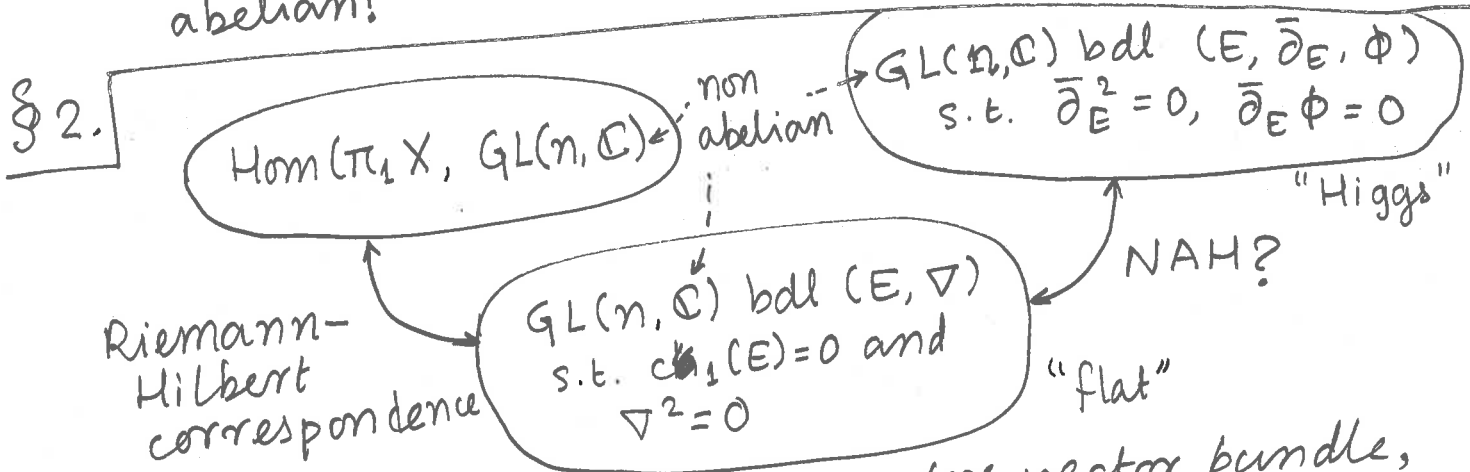 abelian!
§2.
Hom(π₁X, GL(n,ℂ)
non
abelian
GL(n,ℂ) bdl (E, ∂̄_E, Φ)
s.t. ∂̄_E² = 0, ∂̄_E Φ = 0
"Higgs"
NAH?
Riemann-
Hilbert
correspondence
GL(n,ℂ) bdl (E, ∇)
s.t. c₁(E)=0 and
∇²=0
"flat"
vector bundle,